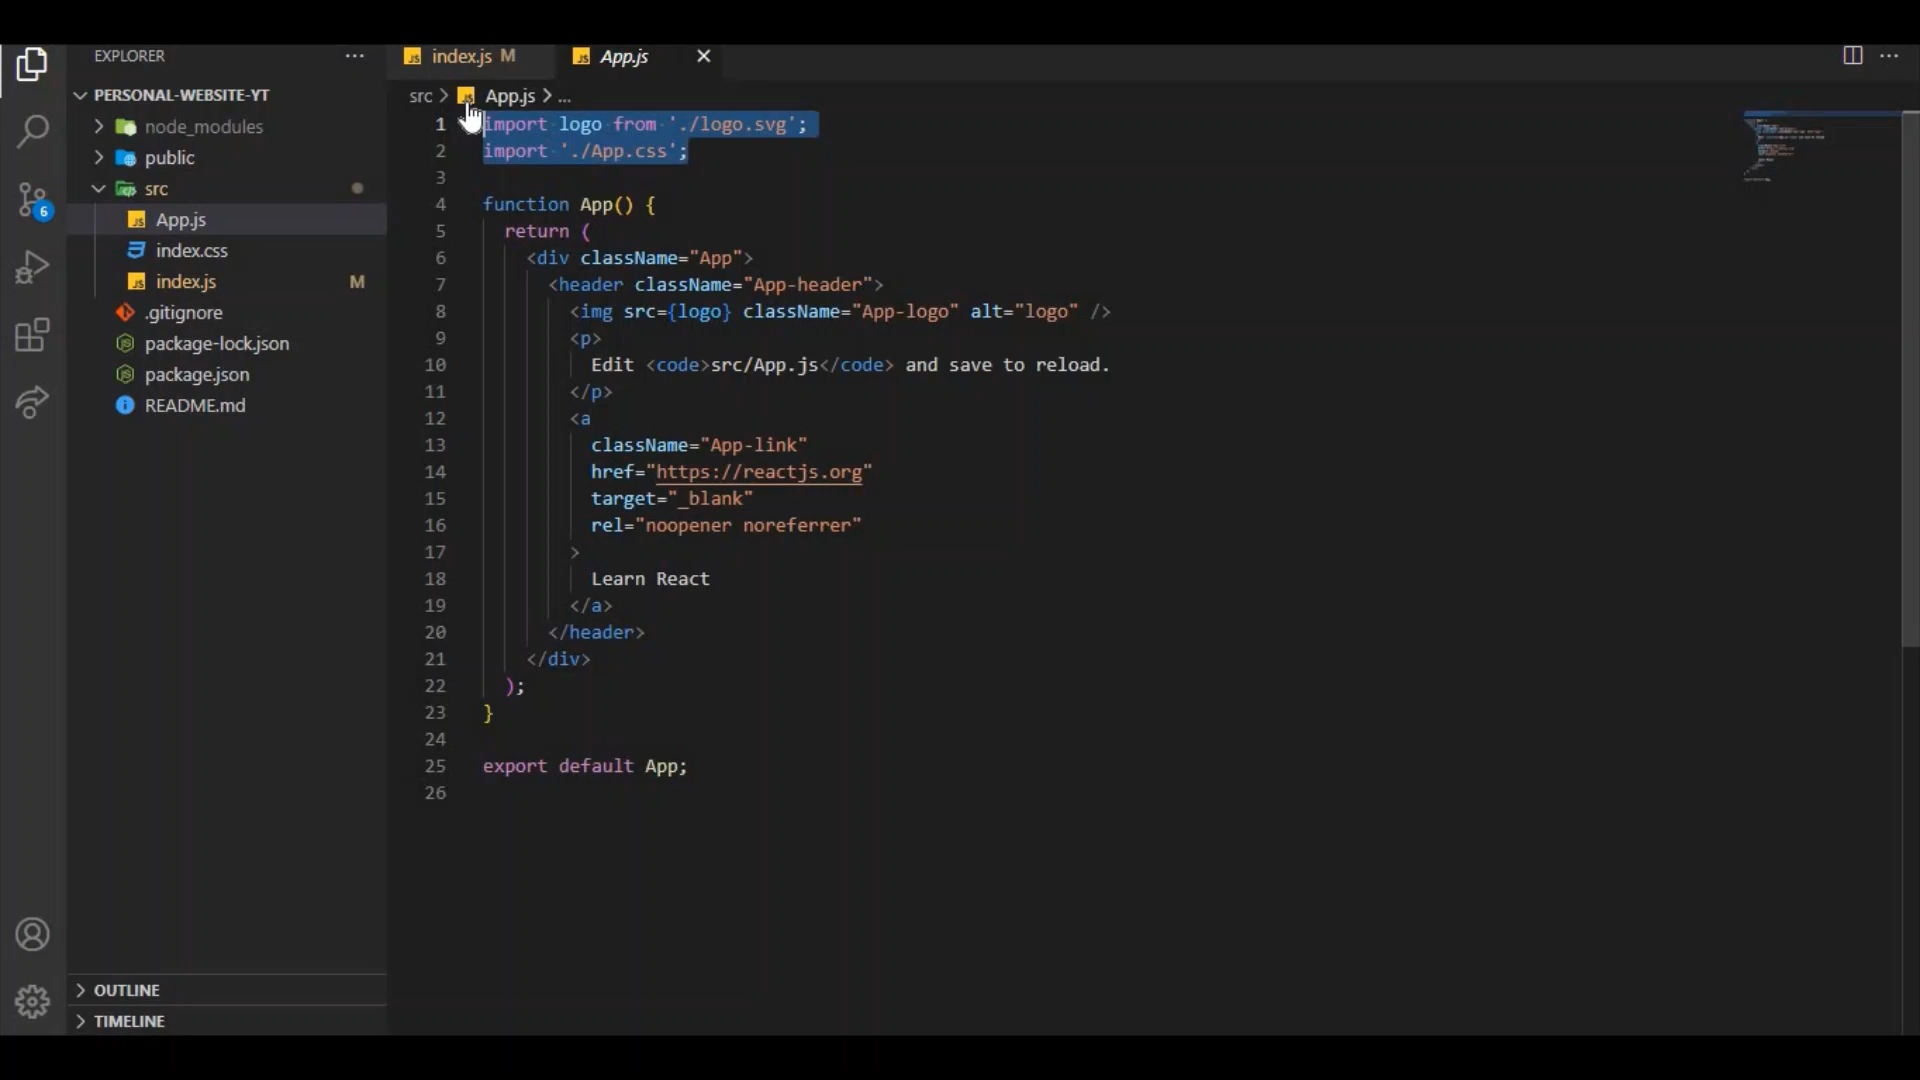 EXPLORER
PERSONAL-WEBSITE-YT
node_modules
public
src
App.js
index.css
index.js M
.gitignore
package-lock.json
package.json
README.md
OUTLINE
TIMELINE
6
index.js M
App.js
src > App.js > ...
1 import logo from './logo.svg';
2 import './App.css';
3
4 function App() {
5 return (
6 <div className="App">
7 <header className="App-header">
8 <img src={logo} className="App-logo" alt="logo" />
9 <p>
10 Edit <code>src/App.js</code> and save to reload.
11 </p>
12 <a
13 className="App-link"
14 href="https://reactjs.org"
15 target="_blank"
16 rel="noopener noreferrer"
17 >
18 Learn React
19 </a>
20 </header>
21 </div>
22 );
23 }
24
25 export default App;
26